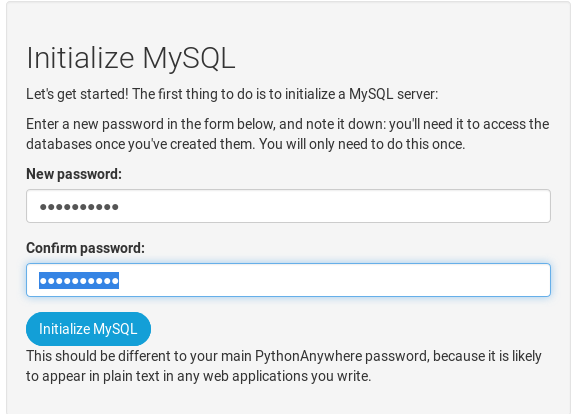 Initialize MySQL
Let's get started! The first thing to do is to initialize a MySQL server:
Enter a new password in the form below, and note it down: you'll need it to access the
databases once you've created them. You will only need to do this once.
New password:
••••••••••
Confirm password:
••••••••••
Initialize MySQL
This should be different to your main PythonAnywhere password, because it is likely
to appear in plain text in any web applications you write.